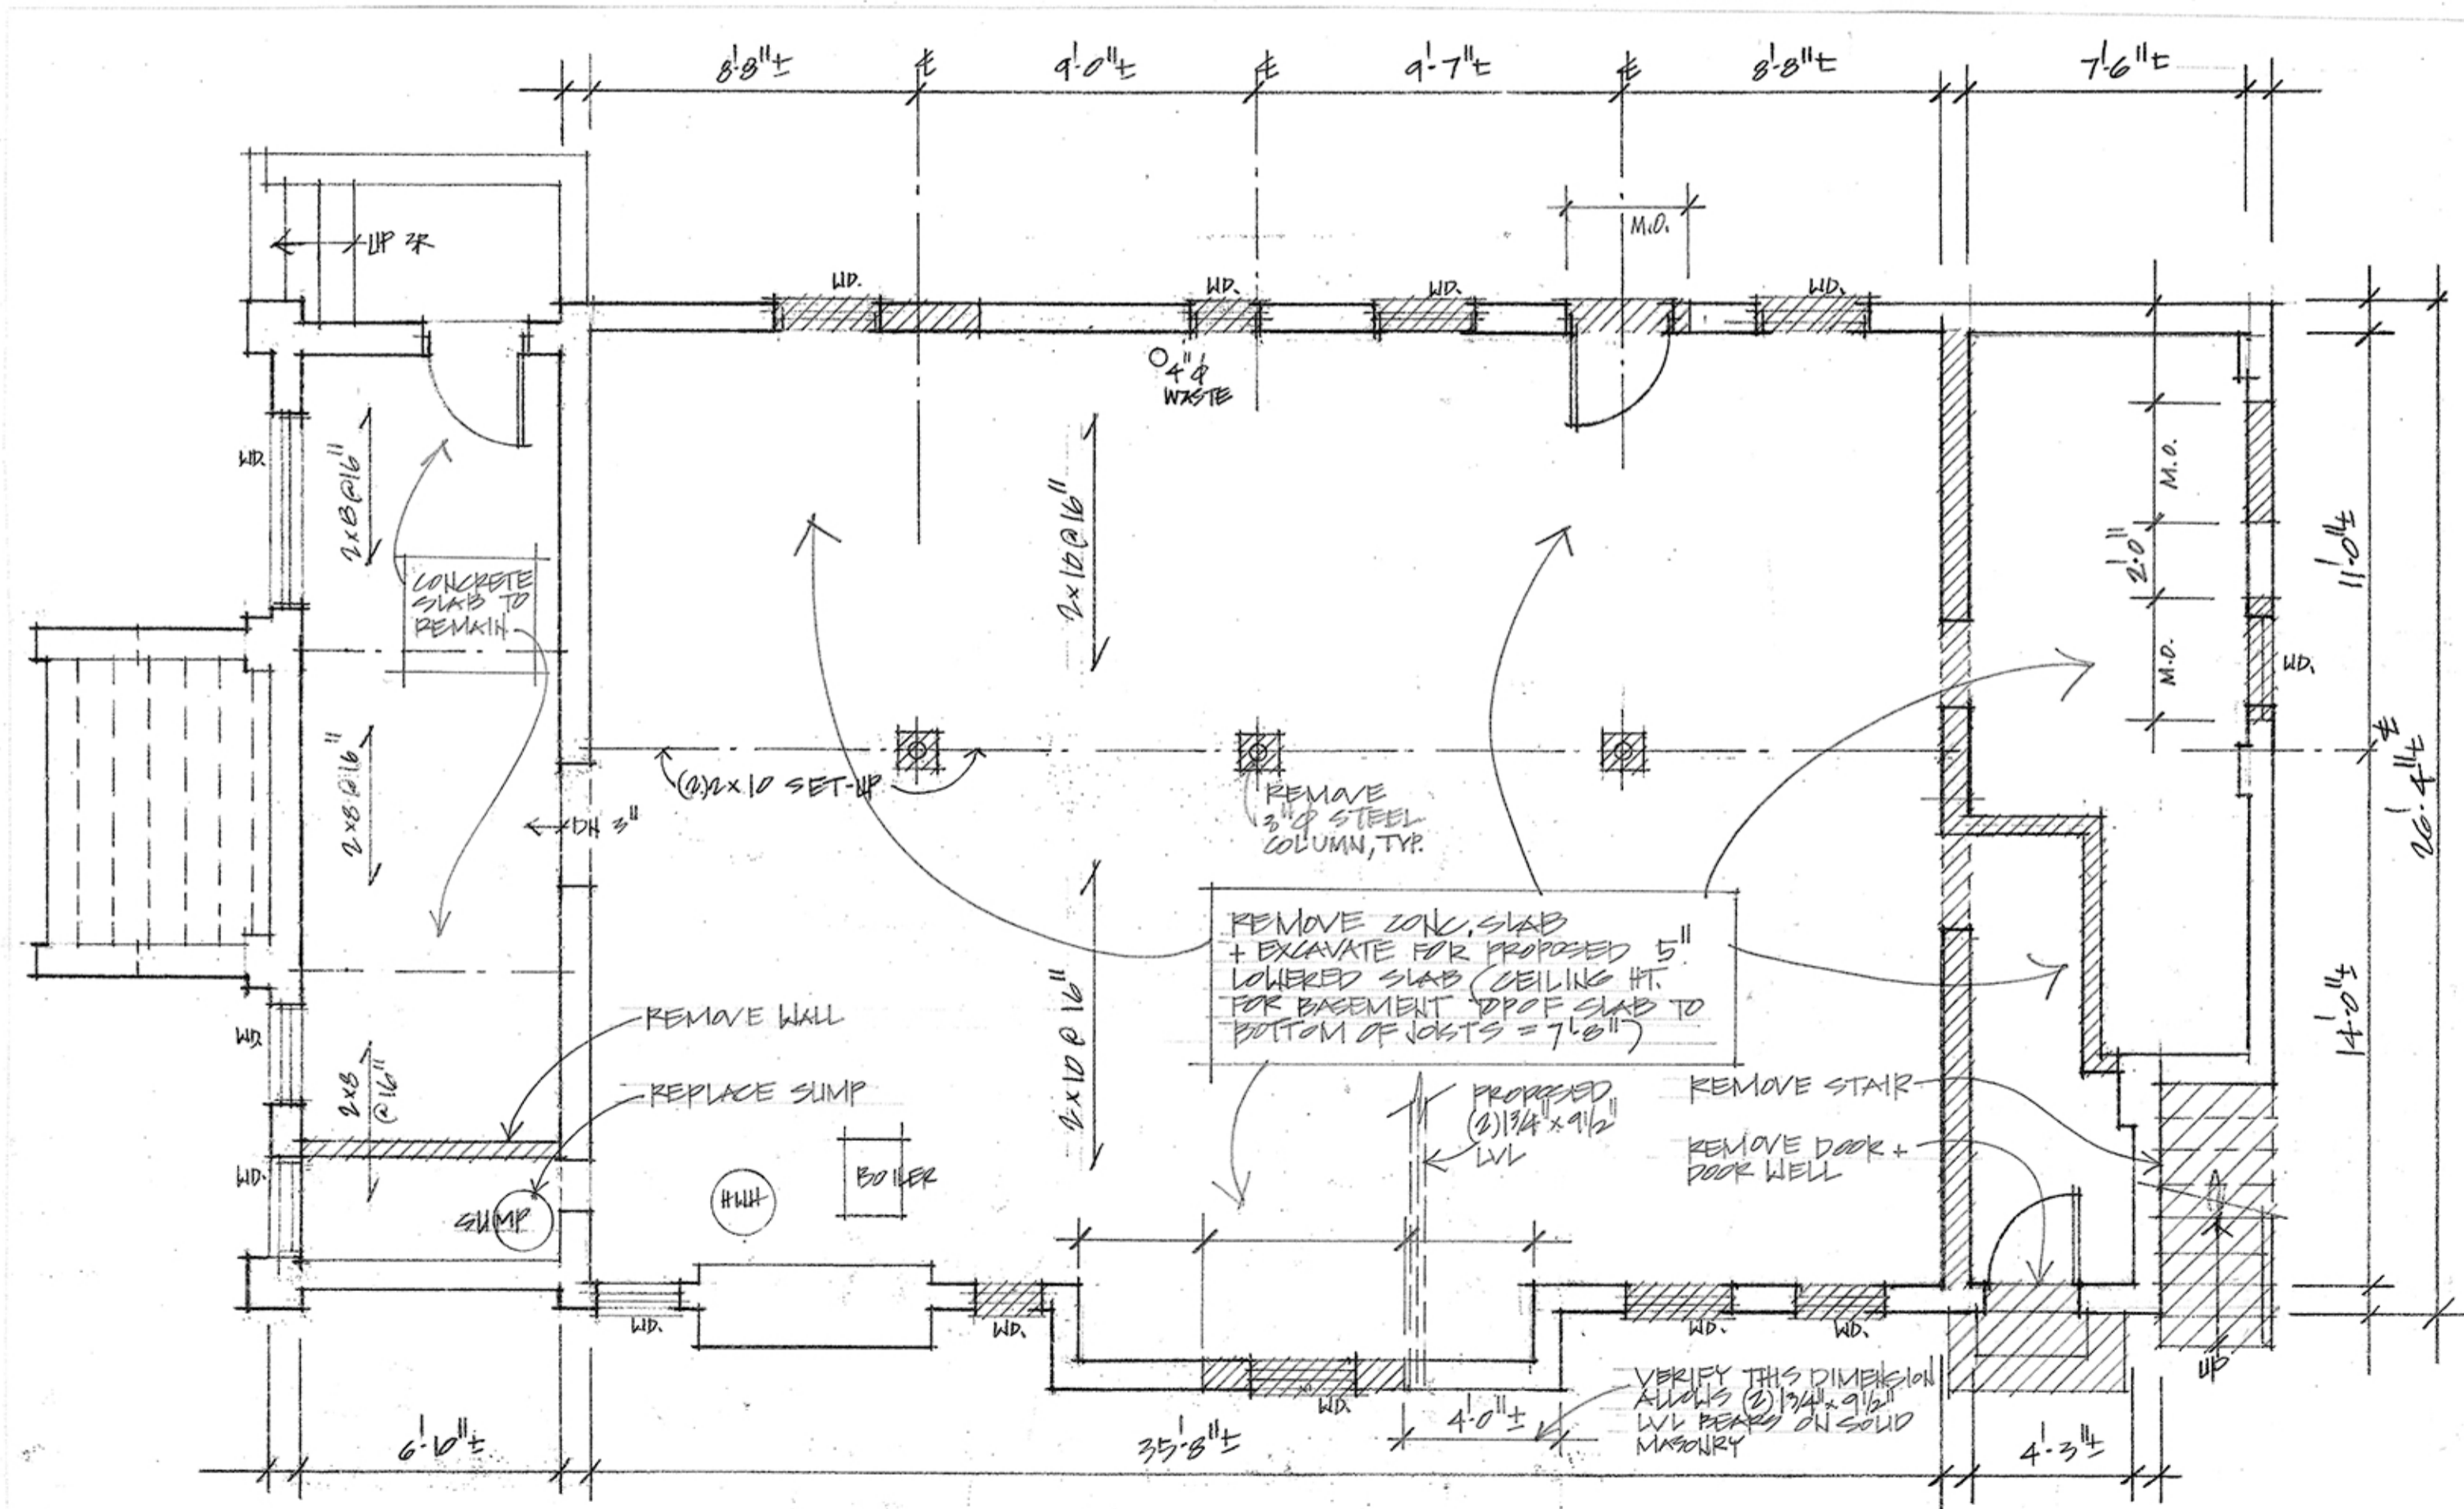 8'-8"±
℄
9'-0"±
℄
9'-7"±
℄
8'-8"±
7'-6"±
UP 2R
M.O.
WD.
WD.
WD.
WD.
4"φ
WASTE
WD.
2x8@16"
2x10@16"
M.O.
2'-0"
M.O.
11'-0"±
WD.
CONCRETE
SLAB TO
REMAIN
2x8@16"
(2)2x10 SET-UP
DN 3"
REMOVE
3"φ STEEL
COLUMN, TYP.
℄
26'-4"±
REMOVE CONC. SLAB
+ EXCAVATE FOR PROPOSED 5"
LOWERED SLAB (CEILING HT.
FOR BASEMENT TOP OF SLAB TO
BOTTOM OF JOISTS = 7'-8")
14'-0"±
2x10@16"
WD.
REMOVE WALL
REPLACE SUMP
2x8
@16"
WD.
SUMP
HWH
BOILER
PROPOSED
(2)1 3/4"x9 1/2"
LVL
REMOVE STAIR
REMOVE DOOR +
DOOR WELL
UP
WD.
WD.
WD.
WD.
WD.
VERIFY THIS DIMENSION
ALLOWS (2)1 3/4"x9 1/2"
LVL BEARS ON SOLID
MASONRY
4'-0"±
6'-10"±
35'-8"±
4'-3"±